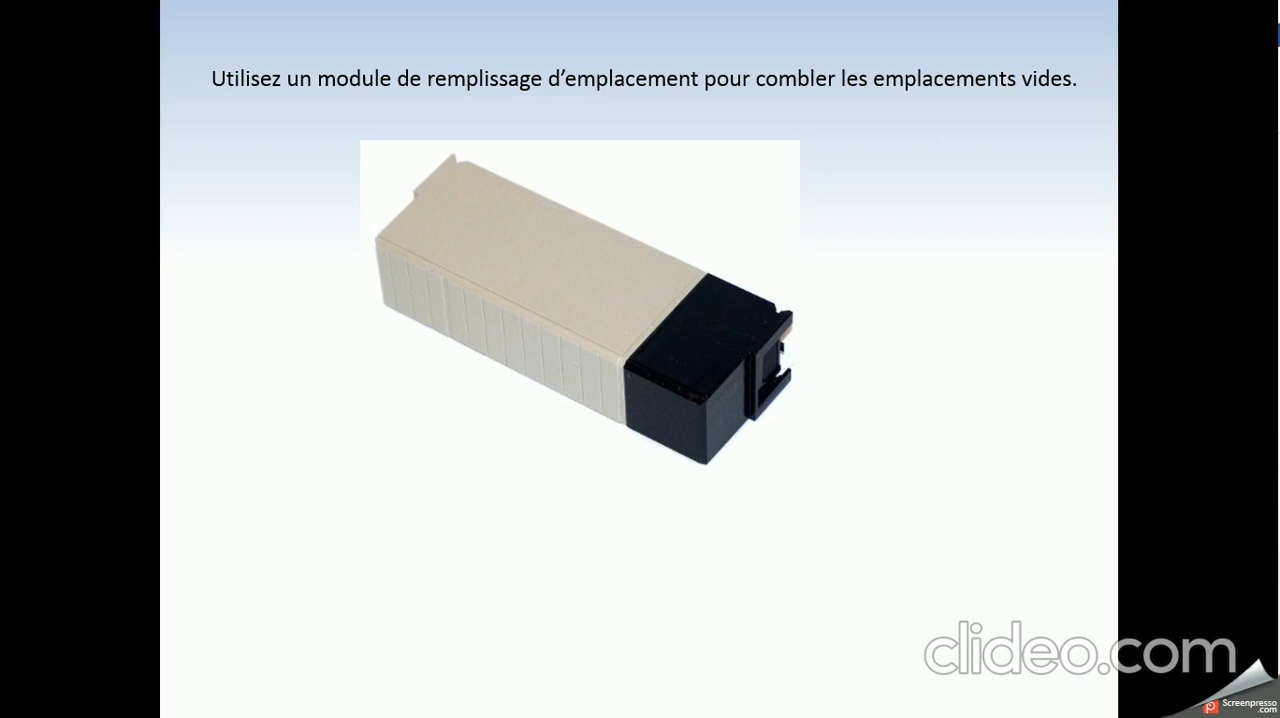 Utilisez un module de remplissage d’emplacement pour combler les emplacements vides.
clideo.com
Screenpresso
.com